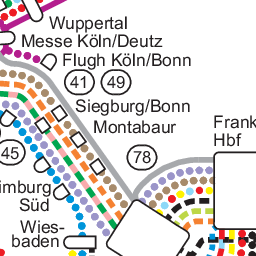 Wuppertal
Messe Köln/Deutz
Flugh Köln/Bonn
41 49
Siegburg/Bonn
Montabaur
Frank
Hbf
78
45
imburg
Süd
Wies-
baden